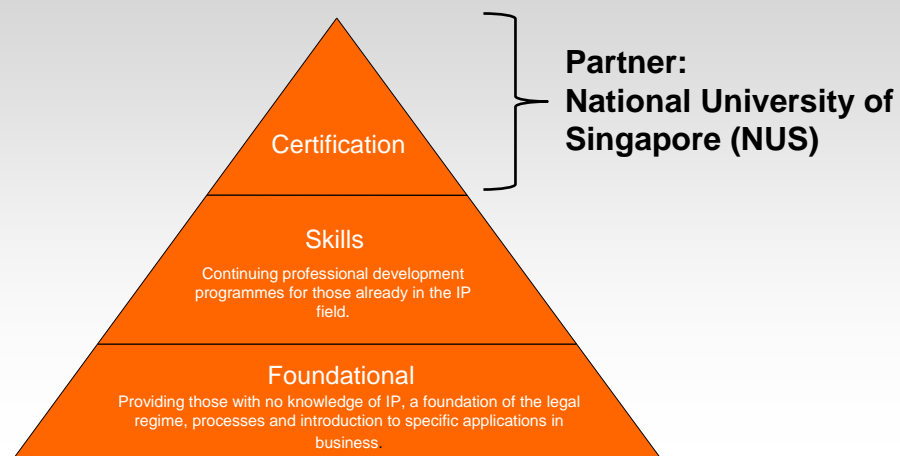 Partner:
National University of
Singapore (NUS)
Certification
Skills
Continuing professional development
programmes for those already in the IP
field.
Foundational
Providing those with no knowledge of IP, a foundation of the legal
regime, processes and introduction to specific applications in
business.